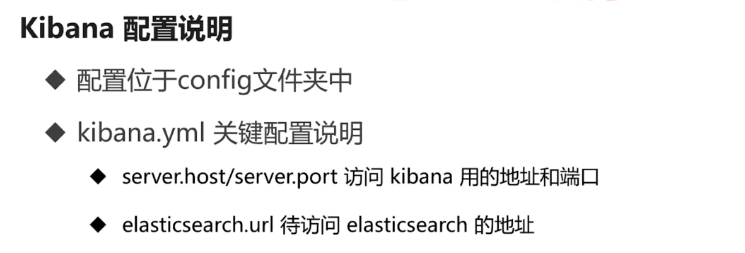 Kibana 配置说明
配置位于config文件夹中
kibana.yml 关键配置说明
server.host/server.port 访问 kibana 用的地址和端口
elasticsearch.url 待访问 elasticsearch 的地址